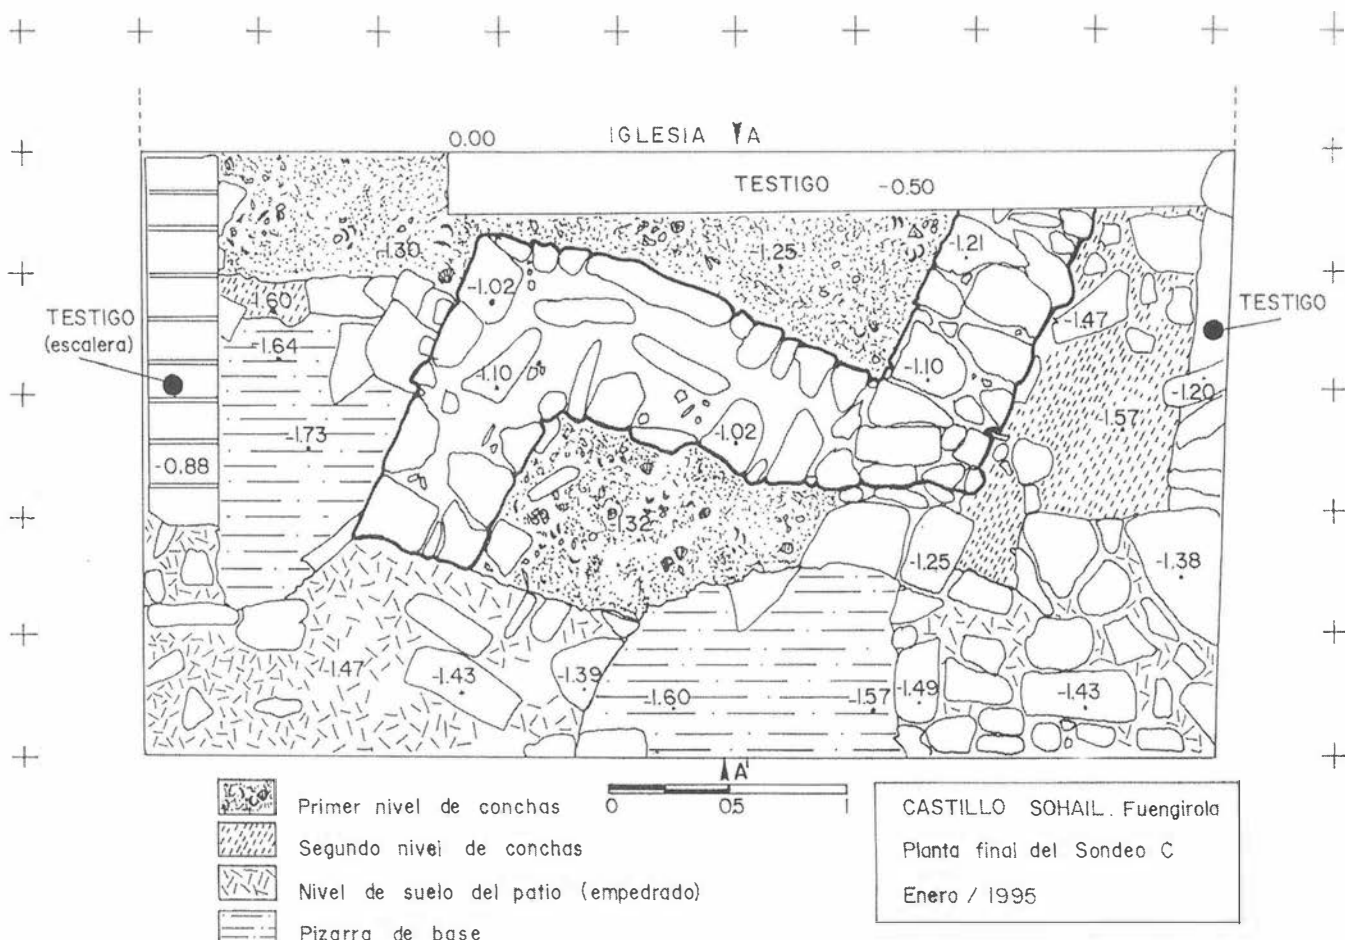 0.00 IGLESIA A
TESTIGO -0.50
-1.30 -1.25 -1.21
-1.02
-1.60 -1.47
TESTIGO
(escalera)
TESTIGO
-1.64
-1.10 -1.10
-1.20
-1.73 -1.02 1.57
-0.88
-1.32
-1.25 -1.38
-1.47 -1.43 -1.39
-1.60 -1.57 -1.49 -1.43
A'
0 0.5 1
Primer nivel de conchas
Segundo nivel de conchas
Nivel de suelo del patio (empedrado)
Pizarra de base
CASTILLO SOHAIL. Fuengirola
Planta final del Sondeo C
Enero / 1995